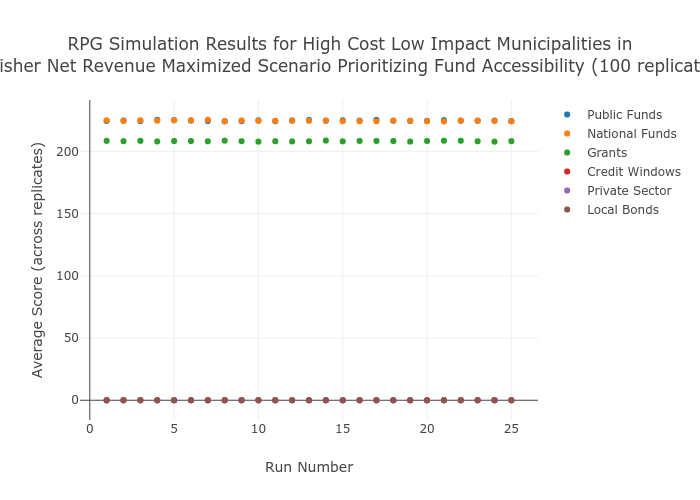 RPG Simulation Results for High Cost Low Impact Municipalities in
isher Net Revenue Maximized Scenario Prioritizing Fund Accessibility (100 replicat
Average Score (across replicates)
200
150
100
50
0
0 5 10 15 20 25
Run Number
Public Funds
National Funds
Grants
Credit Windows
Private Sector
Local Bonds